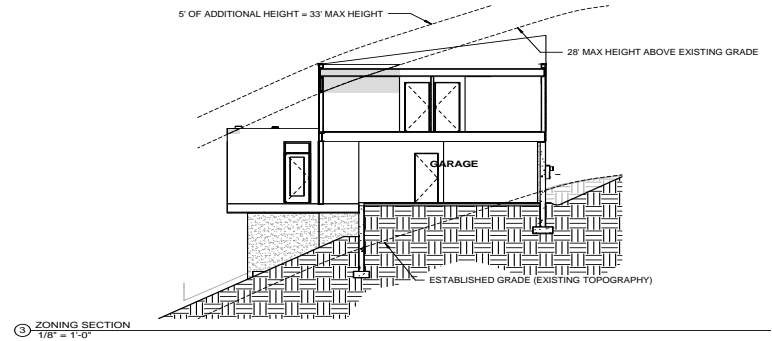 5' OF ADDITIONAL HEIGHT = 33' MAX HEIGHT
28' MAX HEIGHT ABOVE EXISTING GRADE
GARAGE
ESTABLISHED GRADE (EXISTING TOPOGRAPHY)
3 ZONING SECTION
1/8" = 1'-0"